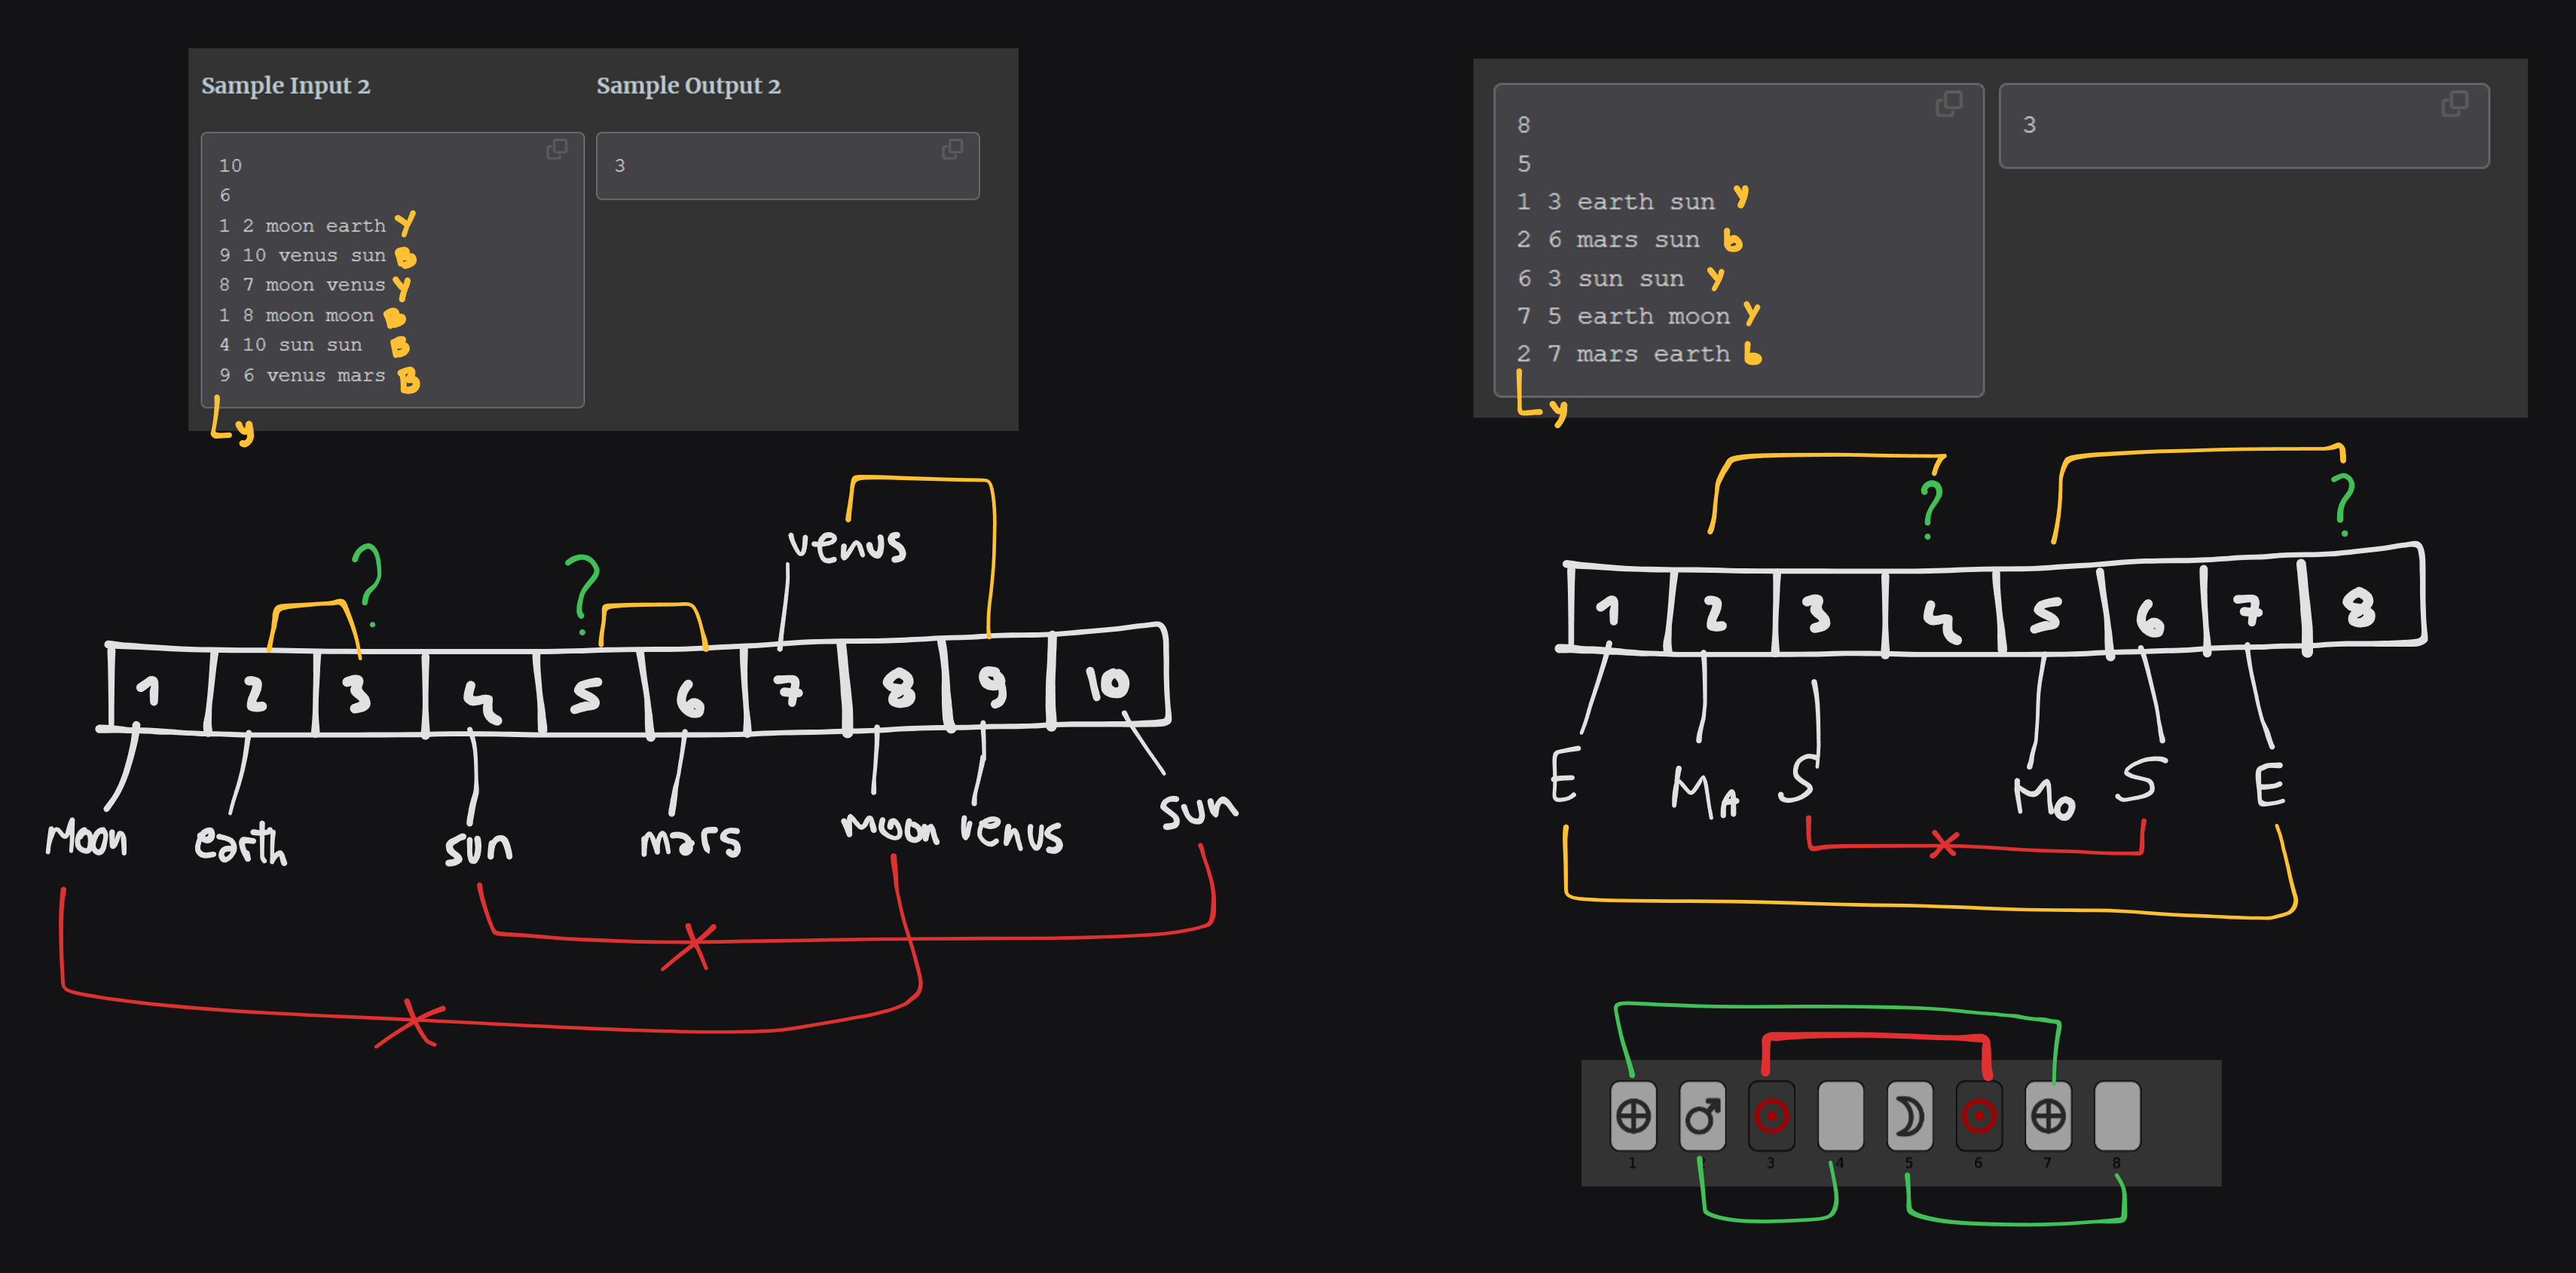 Sample Input 2
Sample Output 2
10
6
1 2 moon earth Y
9 10 venus sun B
8 7 moon venus Y
1 8 moon moon B
4 10 sun sun B
9 6 venus mars B
y
3
8
5
1 3 earth sun y
2 6 mars sun b
6 3 sun sun y
7 5 earth moon y
2 7 mars earth b
y
3
? ? venus
1 2 3 4 5 6 7 8 9 10
Moon earth sun mars moon venus sun
? ?
1 2 3 4 5 6 7 8
E MA S Mo S E
1 2 3 4 5 6 7 8